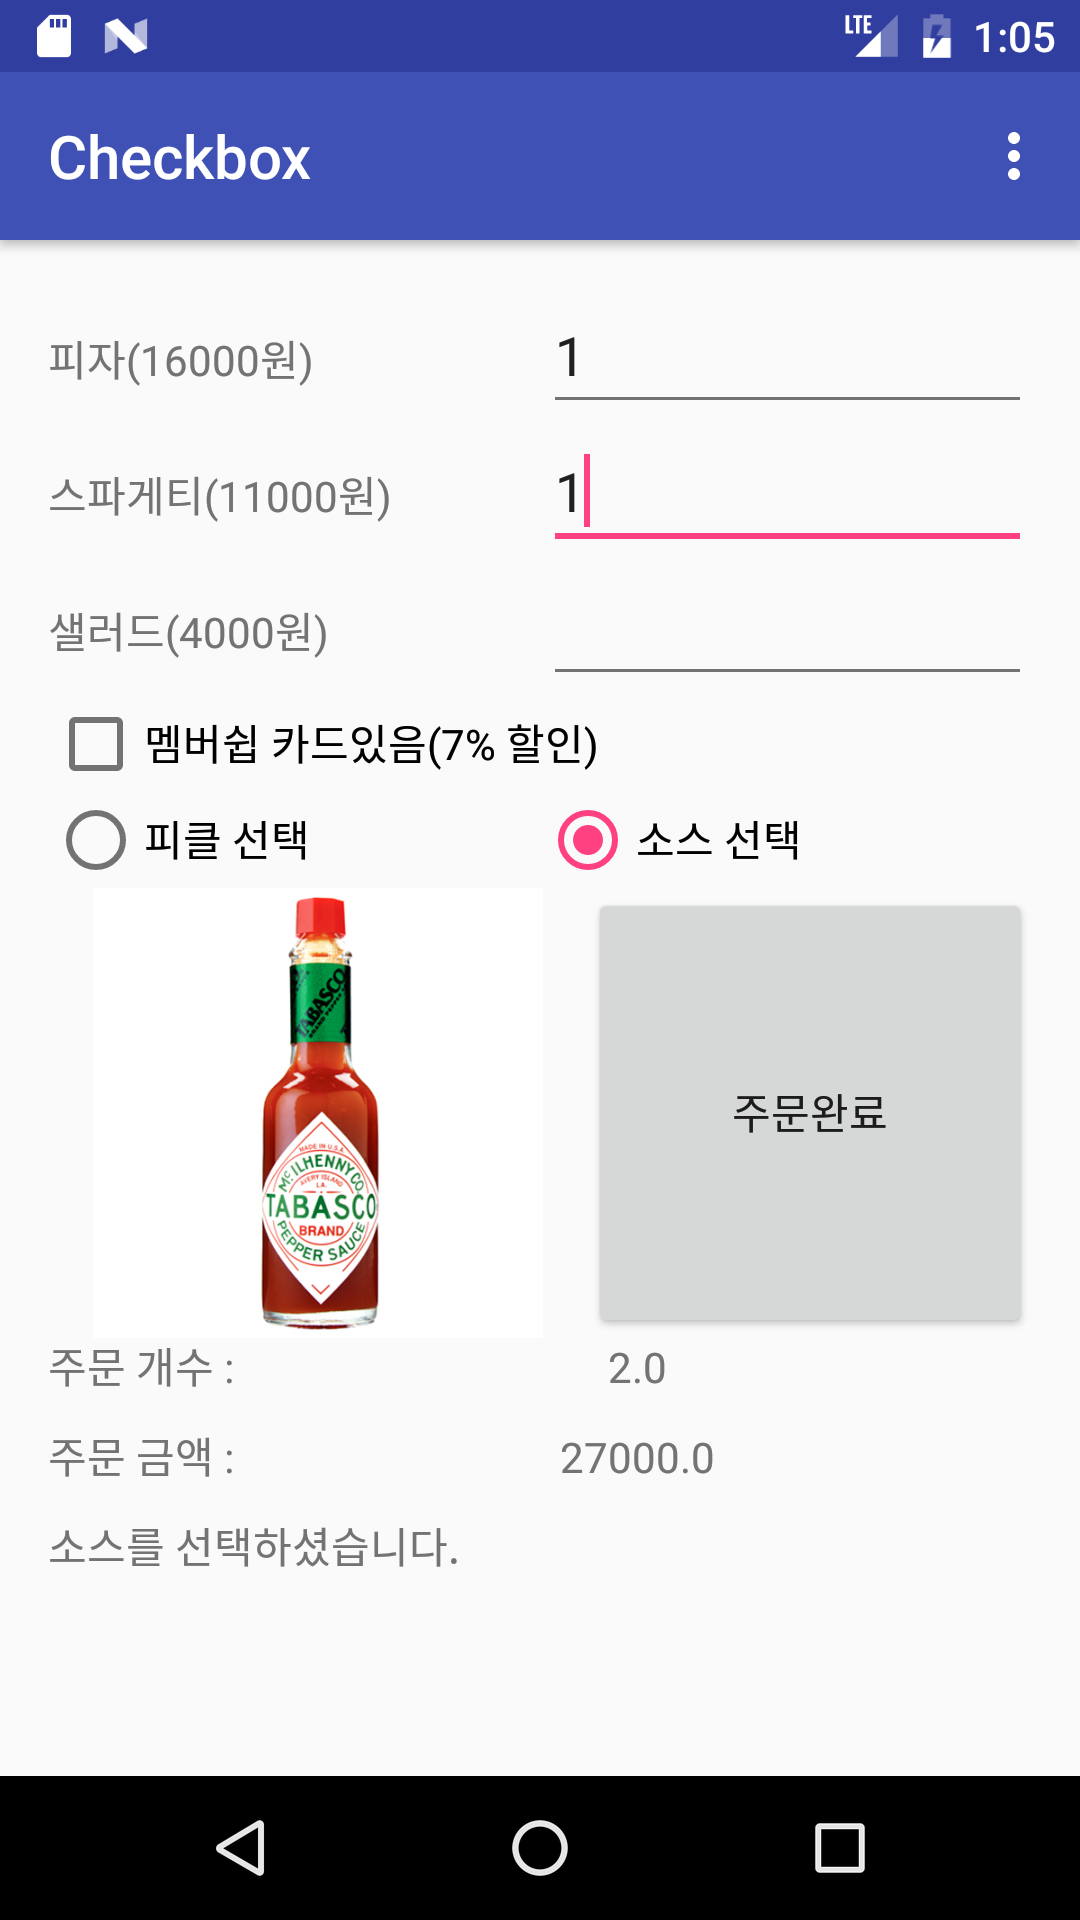 LTE 1:05
Checkbox
피자(16000원) 1
스파게티(11000원) 1
샐러드(4000원)
멤버쉽 카드있음(7% 할인)
피클 선택 소스 선택
TABASCO
MADE IN U.S.A.
McILHENNY CO.
AVERY ISLAND
LA.
TABASCO
BRAND
PEPPER SAUCE
주문완료
주문 개수 : 2.0
주문 금액 : 27000.0
소스를 선택하셨습니다.